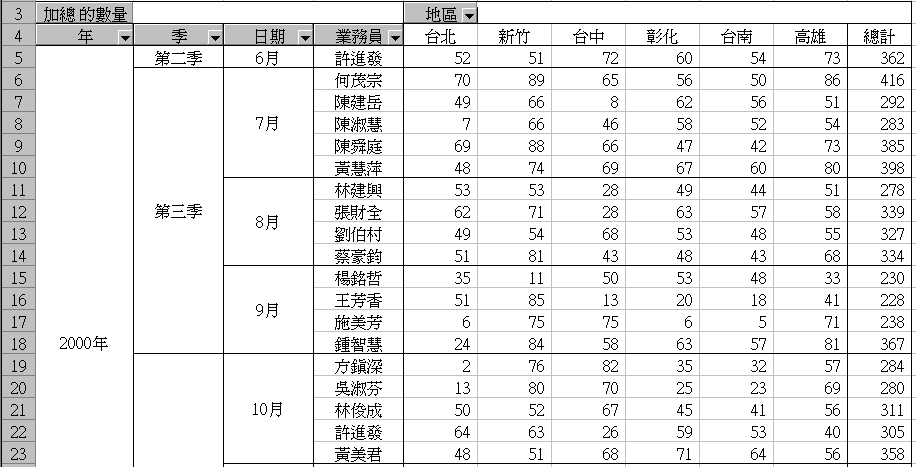 3 加總 的數量 地區
4 年 季 日期 業務員 台北 新竹 台中 彰化 台南 高雄 總計
5 第二季 6月 許進發 52 51 72 60 54 73 362
6 何茂宗 70 89 65 56 50 86 416
7 陳建岳 49 66 8 62 56 51 292
8 7月 陳淑慧 7 66 46 58 52 54 283
9 陳舜庭 69 88 66 47 42 73 385
10 黃慧萍 48 74 69 67 60 80 398
11 林建興 53 53 28 49 44 51 278
12 第三季 8月 張財全 62 71 28 63 57 58 339
13 劉伯村 49 54 68 53 48 55 327
14 蔡豪鈞 51 81 43 48 43 68 334
15 楊銘哲 35 11 50 53 48 33 230
16 9月 王芳香 51 85 13 20 18 41 228
17 施美芳 6 75 75 6 5 71 238
18 2000年 鍾智慧 24 84 58 63 57 81 367
19 方鎮深 2 76 82 35 32 57 284
20 吳淑芬 13 80 70 25 23 69 280
21 10月 林俊成 50 52 67 45 41 56 311
22 許進發 64 63 26 59 53 40 305
23 黃美君 48 51 68 71 64 56 358